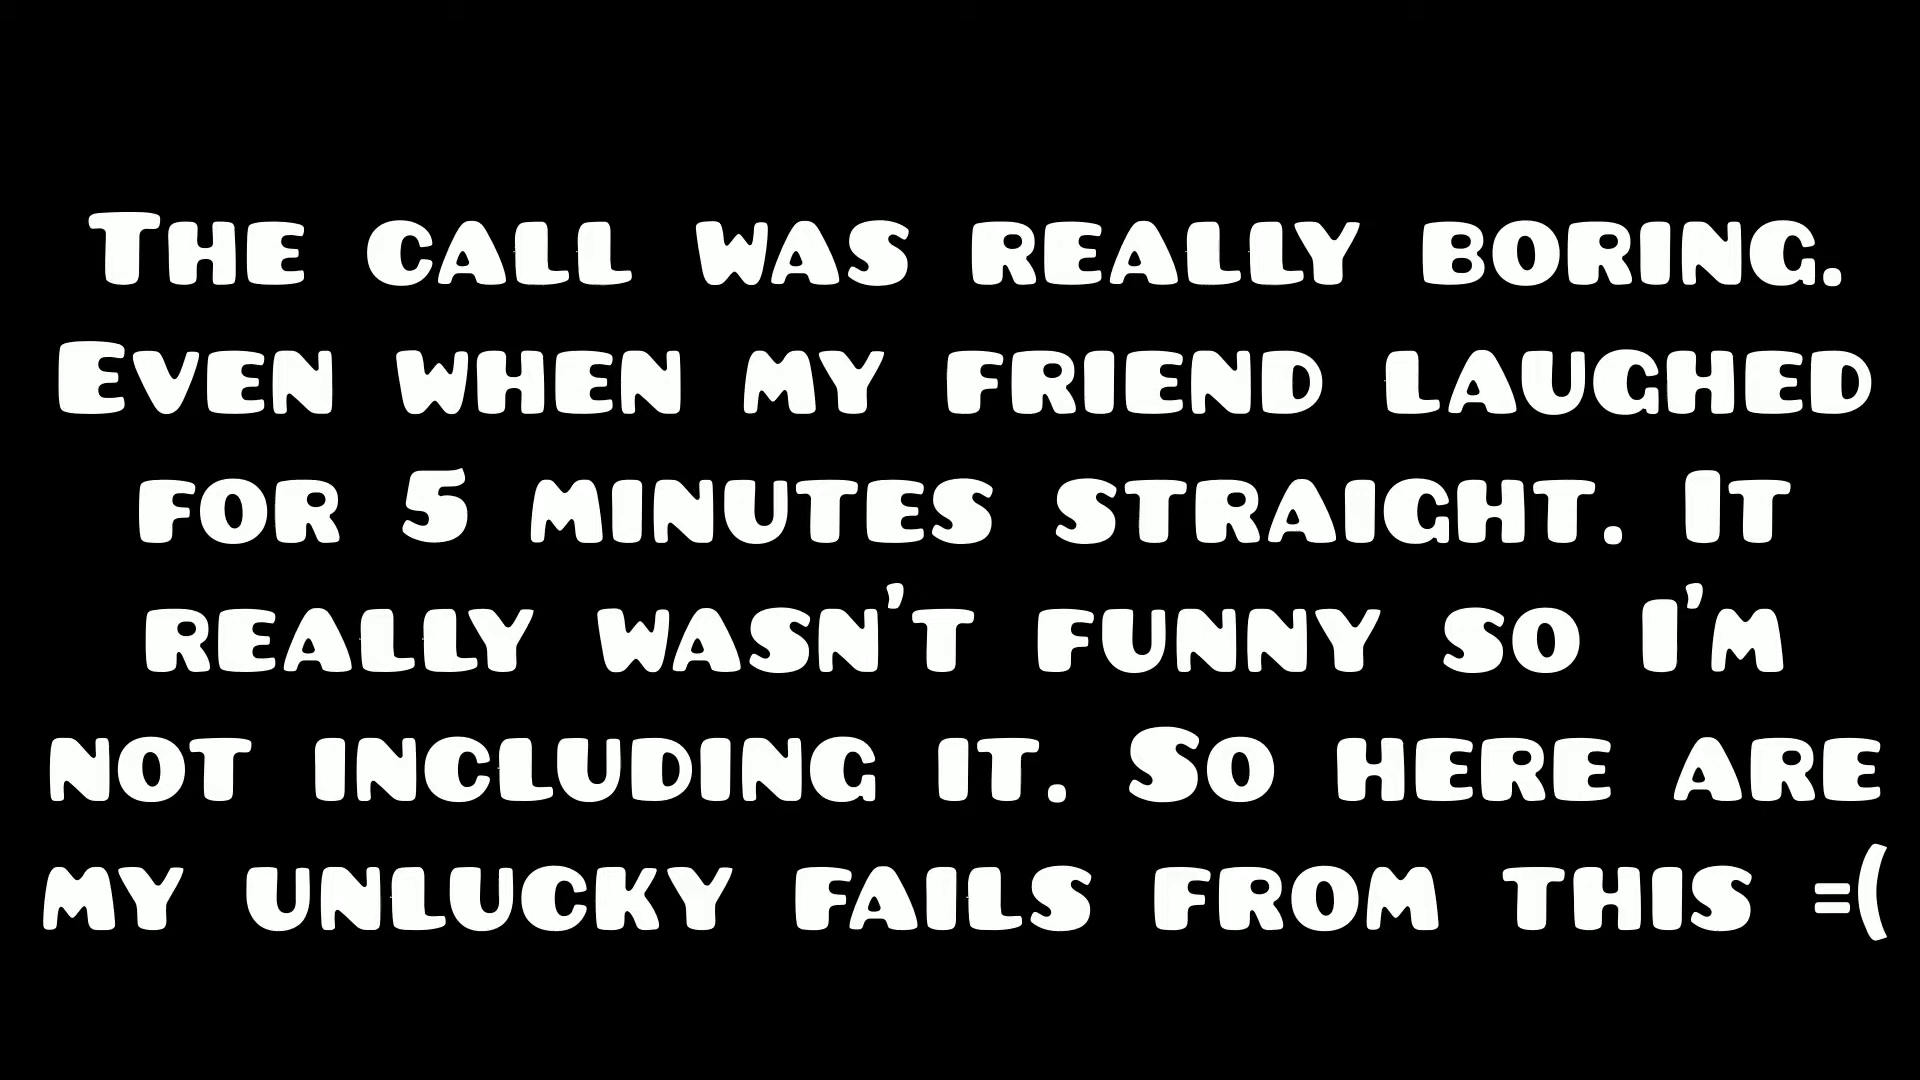 The call was really boring.
Even when my friend laughed
for 5 minutes straight. It
really wasn't funny so I'm
not including it. So here are
my unlucky fails from this =(